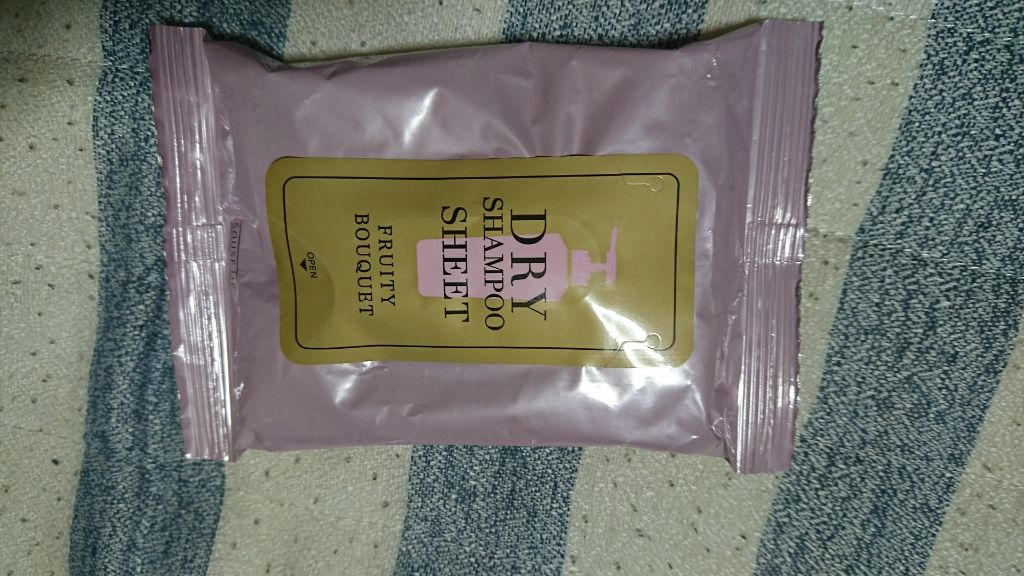 DRY
SHAMPOO
SHEET
FRUITY
BOUQUET
OPEN